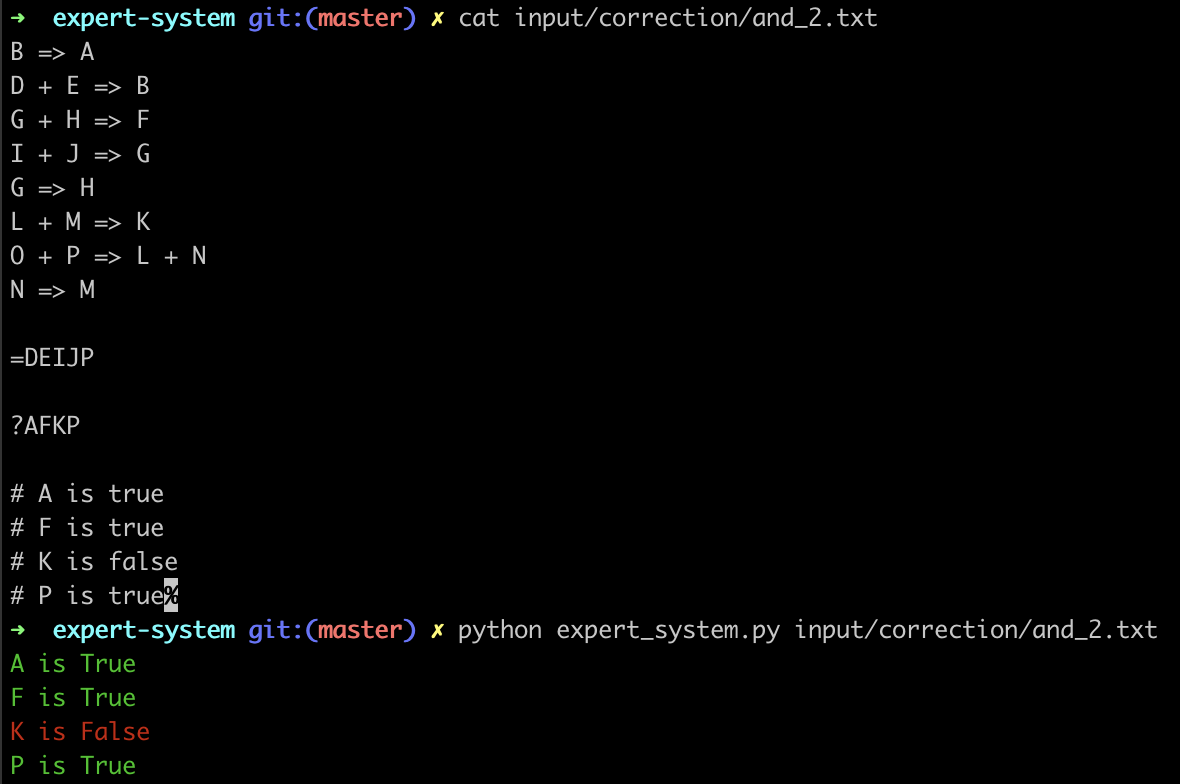 ➜  expert-system git:(master) ✗ cat input/correction/and_2.txt
B => A
D + E => B
G + H => F
I + J => G
G => H
L + M => K
O + P => L + N
N => M

=DEIJP

?AFKP

# A is true
# F is true
# K is false
# P is true%
➜  expert-system git:(master) ✗ python expert_system.py input/correction/and_2.txt
A is True
F is True
K is False
P is True